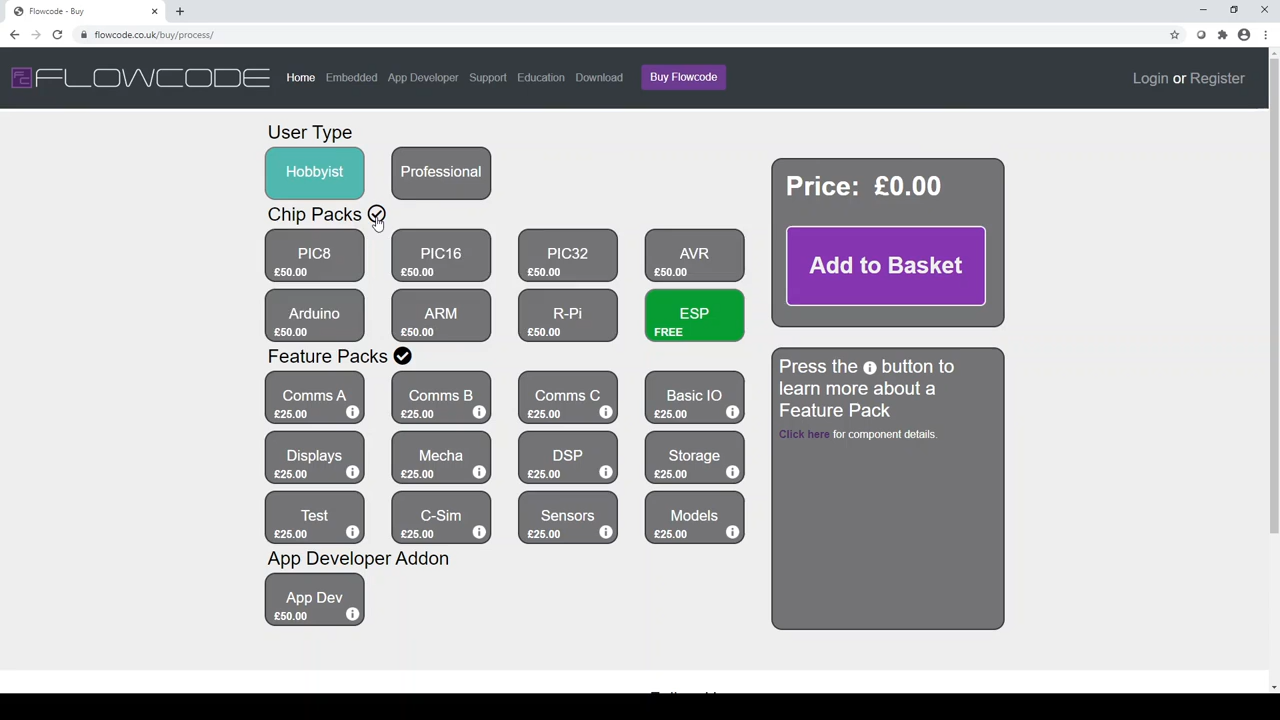 Flowcode - Buy
flowcode.co.uk/buy/process/
FLOWCODE Home Embedded App Developer Support Education Download Buy Flowcode Login or Register
User Type
Hobbyist Professional
Chip Packs
PIC8 PIC16 PIC32 AVR
£50.00 £50.00 £50.00 £50.00
Arduino ARM R-Pi ESP
£50.00 £50.00 £50.00 FREE
Feature Packs
Comms A Comms B Comms C Basic IO
£25.00 £25.00 £25.00 £25.00
Displays Mecha DSP Storage
£25.00 £25.00 £25.00 £25.00
Test C-Sim Sensors Models
£25.00 £25.00 £25.00 £25.00
App Developer Addon
App Dev
£50.00
Price: £0.00
Add to Basket
Press the i button to
learn more about a
Feature Pack
Click here for component details.